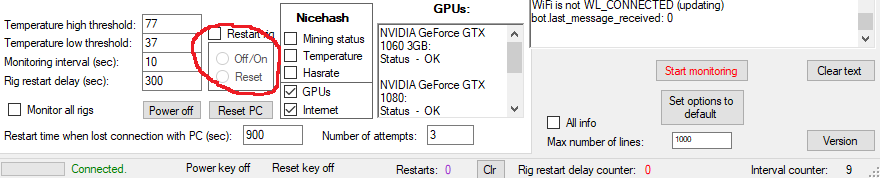 WiFi is not WL_CONNECTED (updating)
bot.last_message_received: 0
Temperature high threshold: 77
Temperature low threshold: 37
Monitoring interval (sec): 10
Rig restart delay (sec): 300
Restart rig
Off/On
Reset
Monitor all rigs
Power off
Reset PC
Nicehash
Mining status
Temperature
Hasrate
GPUs
Internet
GPUs:
NVIDIA GeForce GTX
1060 3GB:
Status - OK
NVIDIA GeForce GTX
1080:
Status - OK
Start monitoring
Clear text
Set options to
default
All info
Max number of lines: 1000
Version
Restart time when lost connection with PC (sec): 900
Number of attempts: 3
Connected.
Power key off
Reset key off
Restarts: 0
Clr
Rig restart delay counter: 0
Interval counter: 9